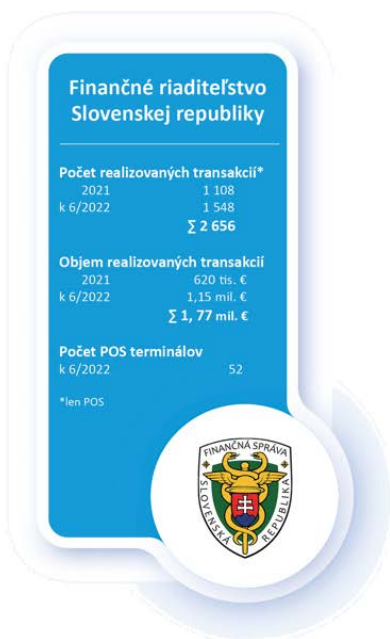 Finančné riaditeľstvo
Slovenskej republiky
Počet realizovaných transakcií*
2021 1 108
k 6/2022 1 548
∑ 2 656
Objem realizovaných transakcií
2021 620 tis. €
k 6/2022 1,15 mil. €
∑ 1, 77 mil. €
Počet POS terminálov
k 6/2022 52
*len POS
FINANČNÁ SPRÁVA
SLOVENSKÁ REPUBLIKA